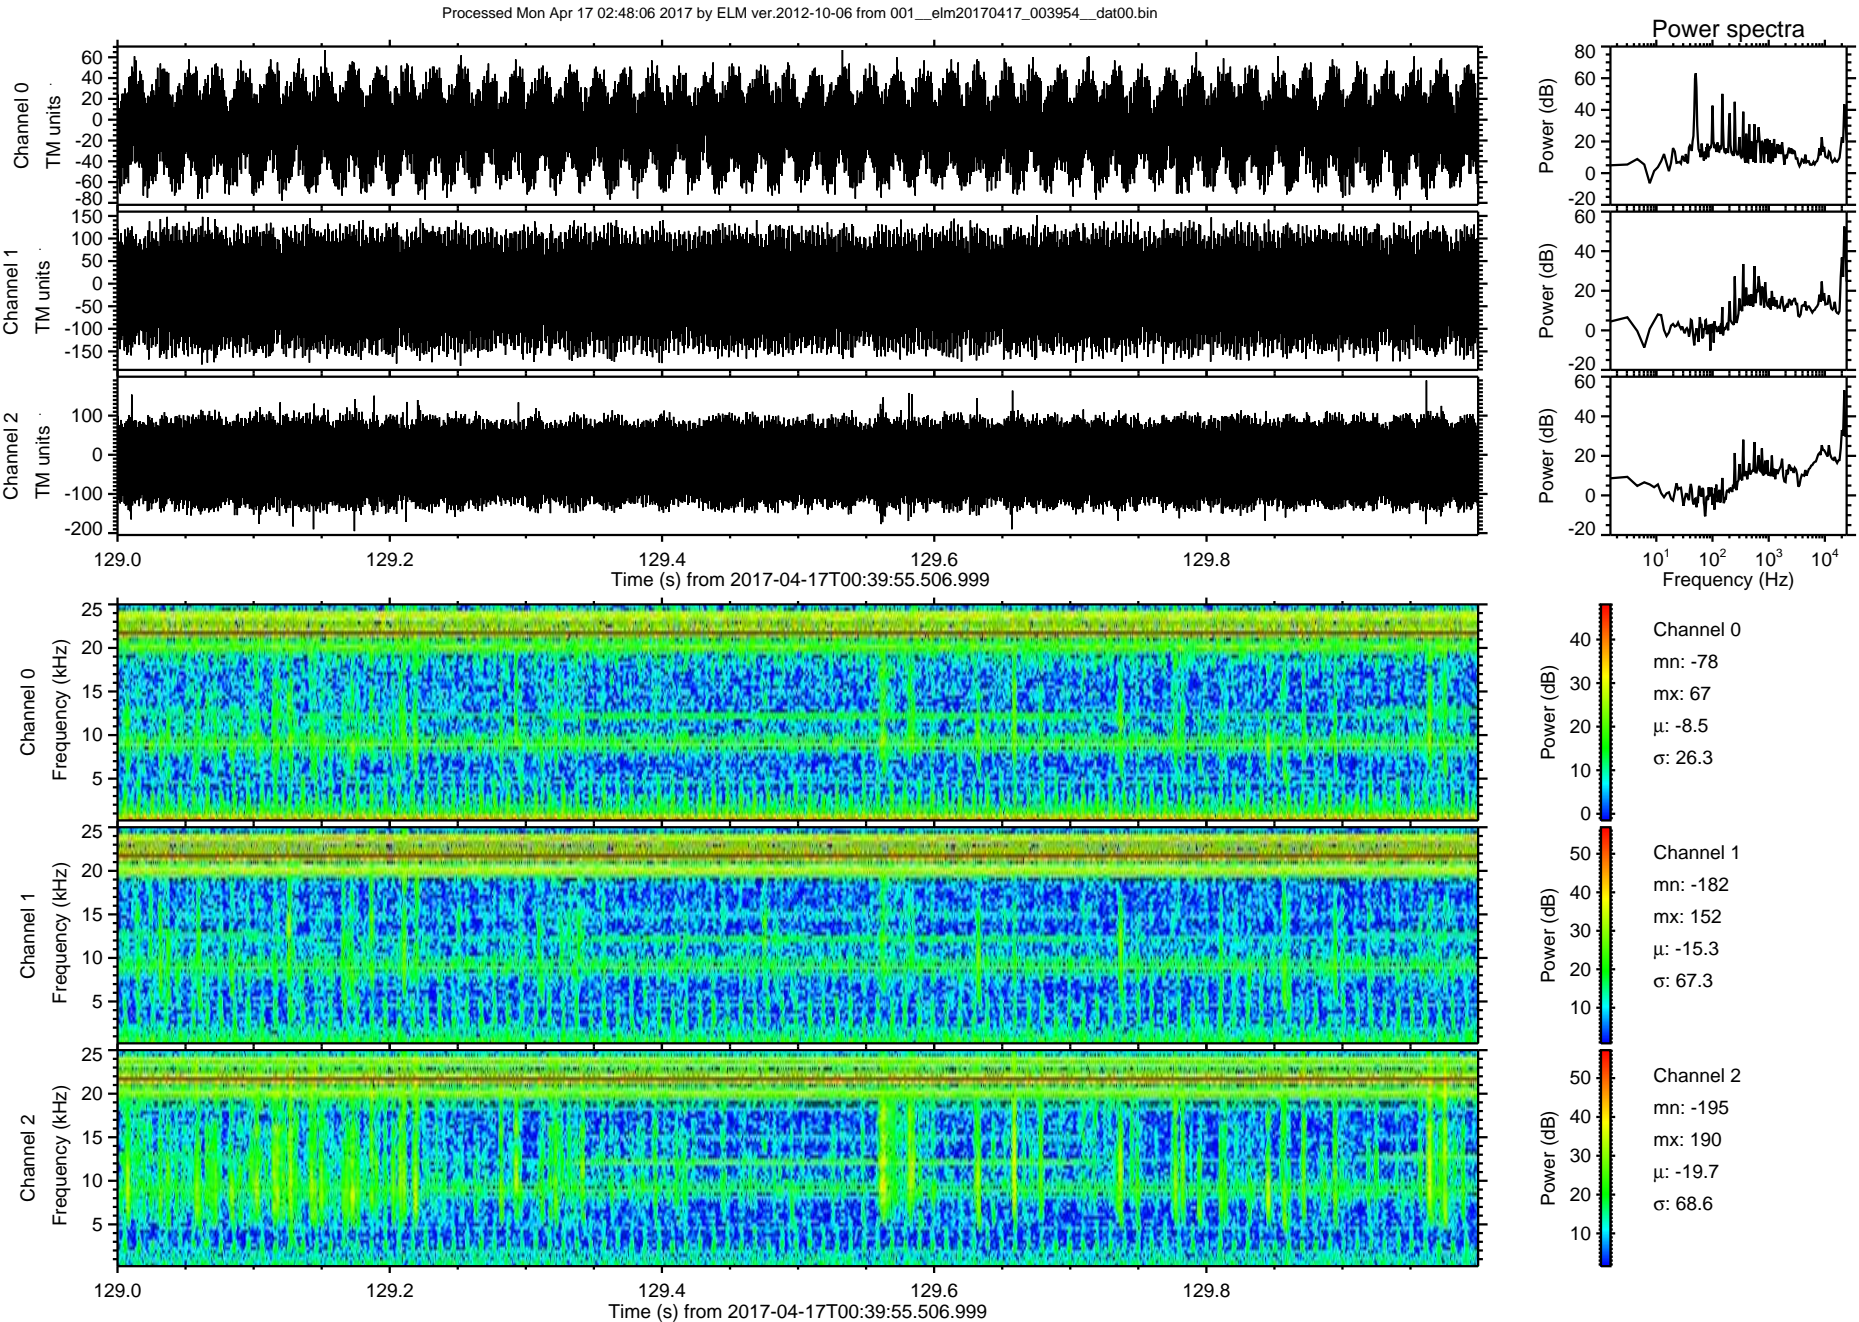 Processed Mon Apr 17 02:48:06 2017 by ELM ver.2012-10-06 from 001__elm20170417_003954__dat00.bin
Power spectra
Channel 0
TM units
60
40
20
0
-20
-40
-60
-80
Power (dB)
80
60
40
20
0
-20
Channel 1
TM units
150
100
50
0
-50
-100
-150
Power (dB)
60
40
20
0
-20
Channel 2
TM units
100
0
-100
-200
Power (dB)
60
40
20
0
-20
129.0 129.2 129.4 129.6 129.8
Time (s) from 2017-04-17T00:39:55.506.999
10¹ 10² 10³ 10⁴
Frequency (Hz)
Channel 0
Frequency (kHz)
25
20
15
10
5
Power (dB)
40
30
20
10
0
Channel 0
mn: -78
mx: 67
μ: -8.5
σ: 26.3
Channel 1
Frequency (kHz)
25
20
15
10
5
Power (dB)
50
40
30
20
10
Channel 1
mn: -182
mx: 152
μ: -15.3
σ: 67.3
Channel 2
Frequency (kHz)
25
20
15
10
5
Power (dB)
50
40
30
20
10
Channel 2
mn: -195
mx: 190
μ: -19.7
σ: 68.6
129.0 129.2 129.4 129.6 129.8
Time (s) from 2017-04-17T00:39:55.506.999